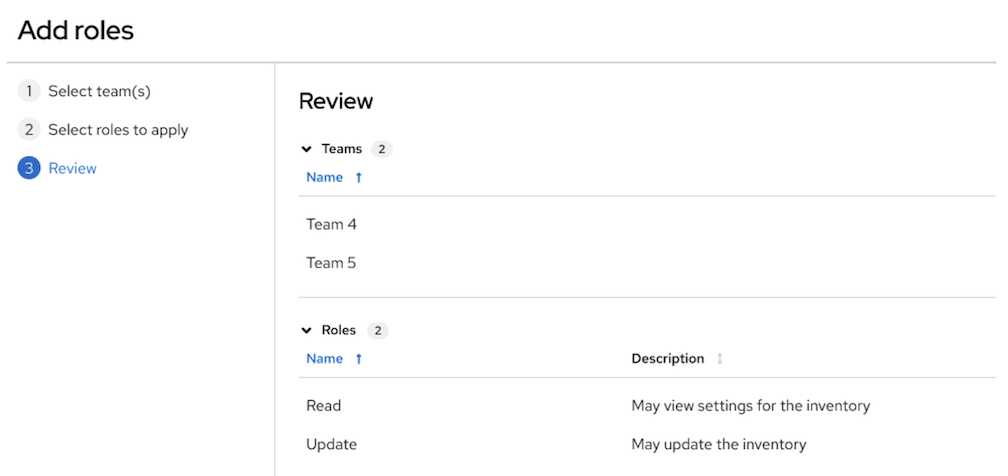 Add roles
1 Select team(s)
2 Select roles to apply
3 Review
Review
Teams 2
Name
Team 4
Team 5
Roles 2
Name Description
Read May view settings for the inventory
Update May update the inventory